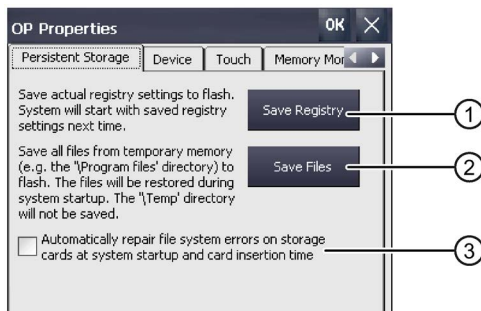 OP Properties OK
Persistent Storage Device Touch Memory Mor
Save actual registry settings to flash.
System will start with saved registry
settings next time.
Save Registry
1
Save all files from temporary memory
(e.g. the '\Program files' directory) to
flash. The files will be restored during
system startup. The '\Temp' directory
will not be saved.
Save Files
2
Automatically repair file system errors on storage
cards at system startup and card insertion time
3